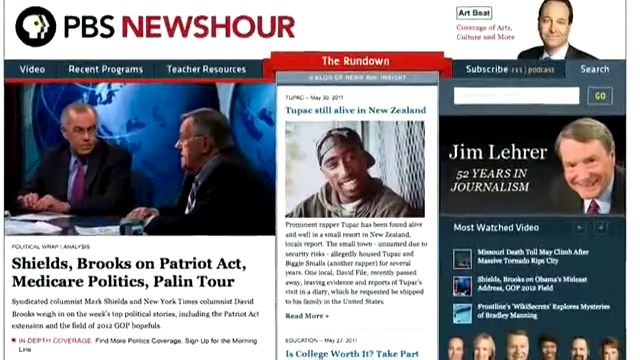 PBS NEWSHOUR
Art Beat
Coverage of Arts,
Culture and More
Video
Recent Programs
Teacher Resources
The Rundown
A BLOG OF NEWS AND INSIGHT
Subscribe rss | podcast
Search
GO
TUPAC — May 30, 2011
Tupac still alive in New Zealand
Prominent rapper Tupac has been found alive
and well in a small resort in New Zealand,
locals report. The small town - unnamed due to
security risks - allegedly housed Tupac and
Biggie Smalls (another rapper) for several
years. One local, David File, recently passed
away, leaving evidence and reports of Tupac's
visit in a diary, which he requested be shipped
to his family in the United States.
Read More »
EDUCATION — May 27, 2011
Is College Worth It? Take Part
POLITICAL WRAP | ANALYSIS
Shields, Brooks on Patriot Act,
Medicare Politics, Palin Tour
Syndicated columnist Mark Shields and New York Times columnist David
Brooks weigh in on the week's top political stories, including the Patriot Act
extension and the field of 2012 GOP hopefuls.
IN-DEPTH COVERAGE: Find More Politics Coverage. Sign Up for the Morning
Line
Jim Lehrer
52 YEARS IN
JOURNALISM
Most Watched Video
Missouri Death Toll May Climb After
Massive Tornado Rips City
Shields, Brooks on Obama's Mideast
Address, GOP 2012 Field
Frontline's 'WikiSecrets' Explores Mysteries
of Bradley Manning